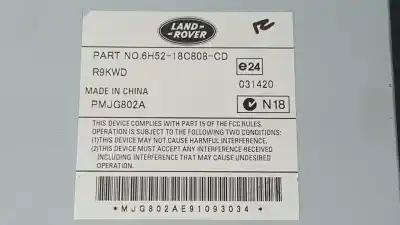 LAND-
ROVER
PART NO.6H52-18C808-CD
R9KWD
e24
031420
MADE IN CHINA
PMJG802A
N18
THIS DEVICE COMPLIES WITH PART 15 OF THE FCC RULES.
OPERATION IS SUBJECT TO THE FOLLOWING TWO CONDITIONS:
(1)THIS DEVICE MAY NOT CAUSE HARMFUL INTERFERENCE.
(2)THIS DEVICE MUST ACCEPT ANY INTERFERENCE RECEIVED
INCLUDING INTERFERENCE THAT MAY CAUSE UNDESIRED
OPERATION.
*MJG802AE91093034*